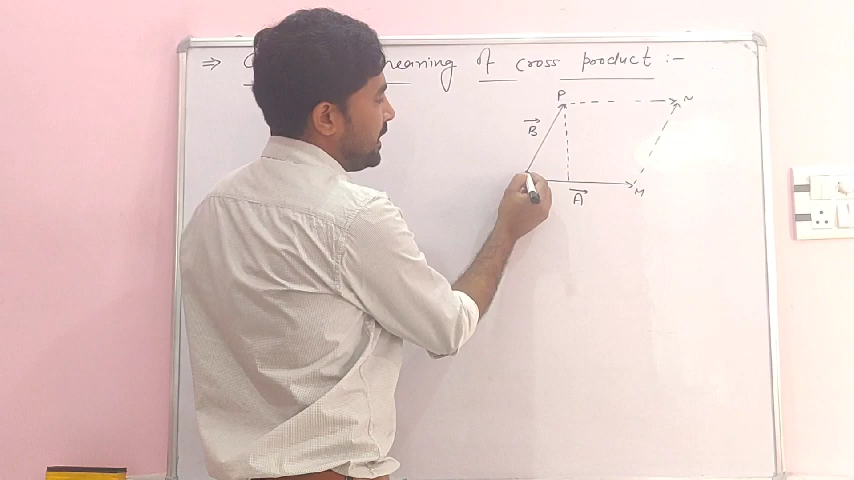 ⇒ meaning of cross product :-
P
N
B⃗
A⃗
M